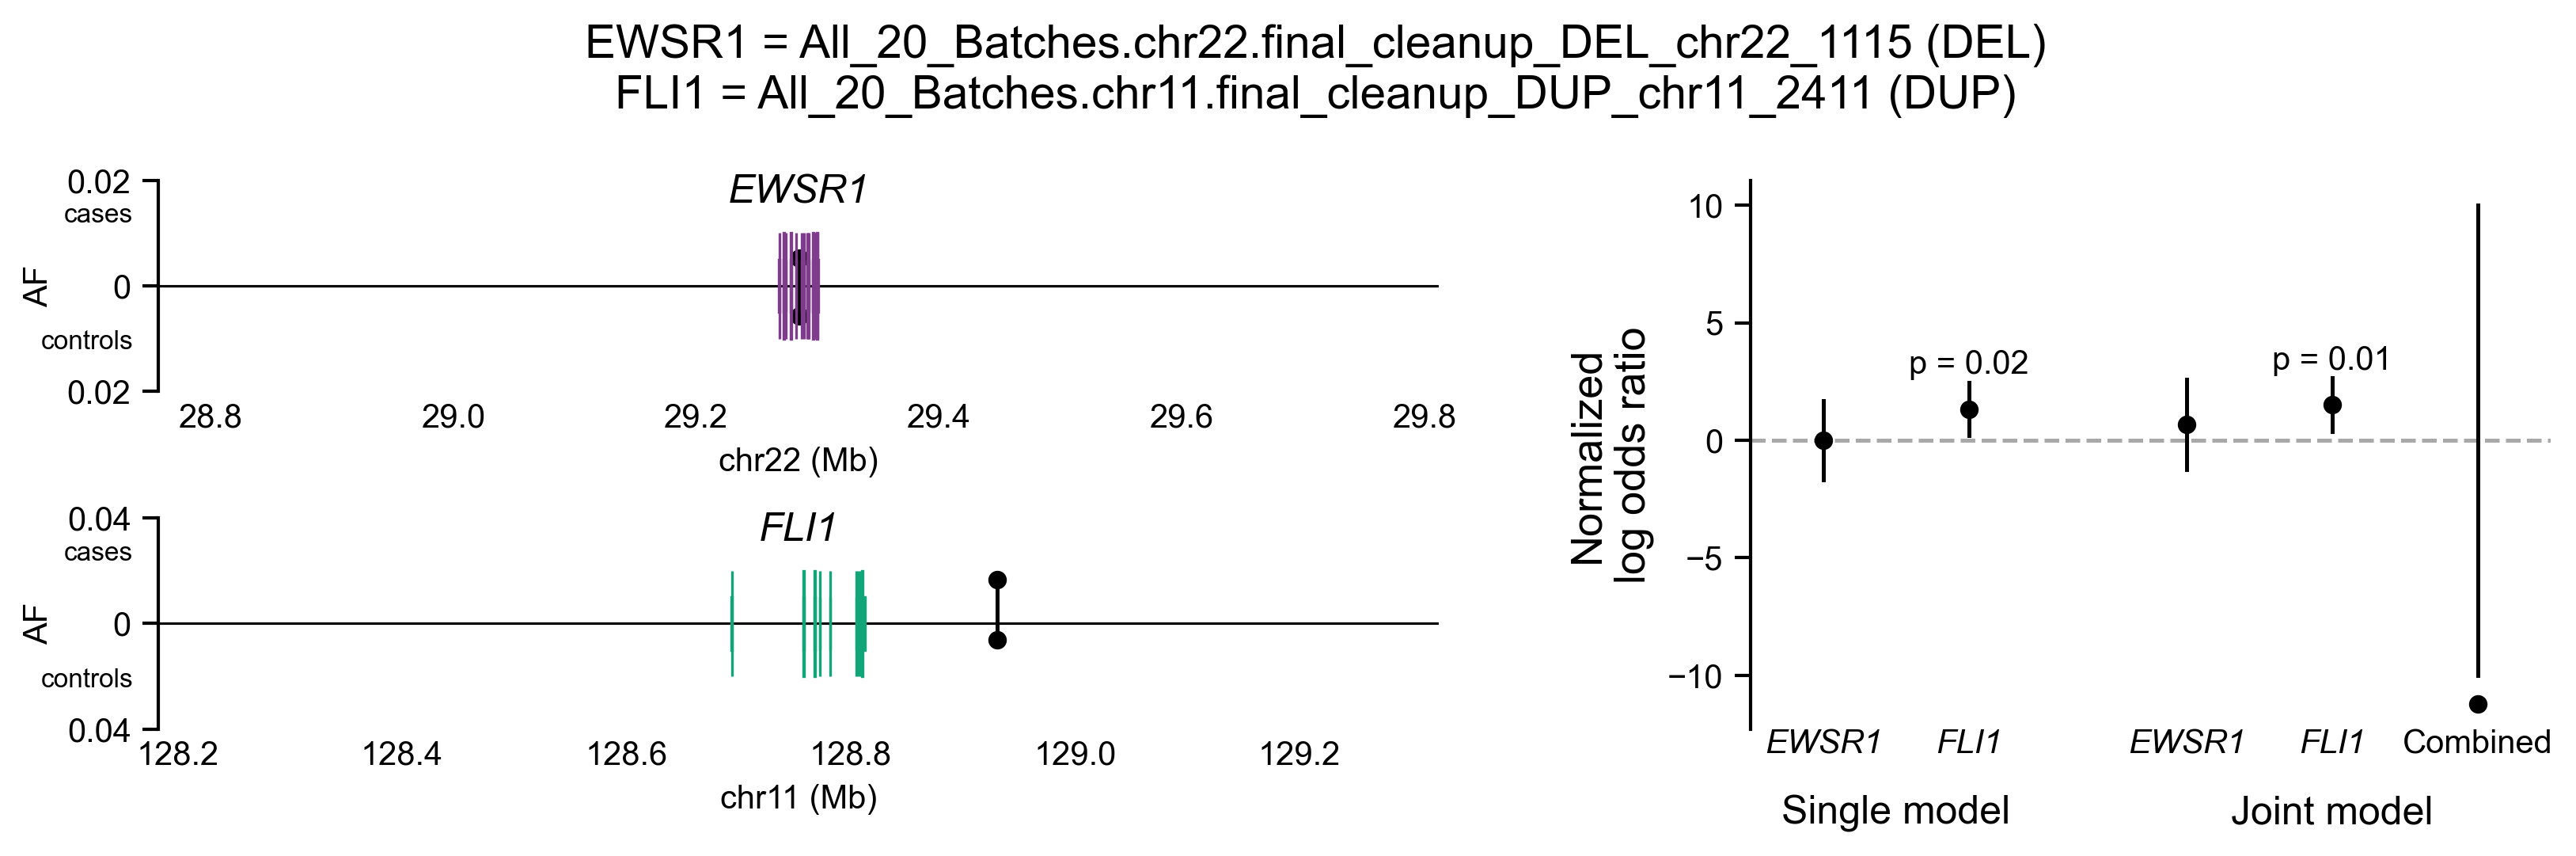 EWSR1 = All_20_Batches.chr22.final_cleanup_DEL_chr22_1115 (DEL)
FLI1 = All_20_Batches.chr11.final_cleanup_DUP_chr11_2411 (DUP)
EWSR1
0.02
cases
AF
0
controls
0.02
28.8 29.0 29.2 29.4 29.6 29.8
chr22 (Mb)
FLI1
0.04
cases
AF
0
controls
0.04
128.2 128.4 128.6 128.8 129.0 129.2
chr11 (Mb)
Normalized
log odds ratio
10
5
0
−5
−10
p = 0.02
p = 0.01
EWSR1 FLI1 EWSR1 FLI1 Combined
Single model Joint model